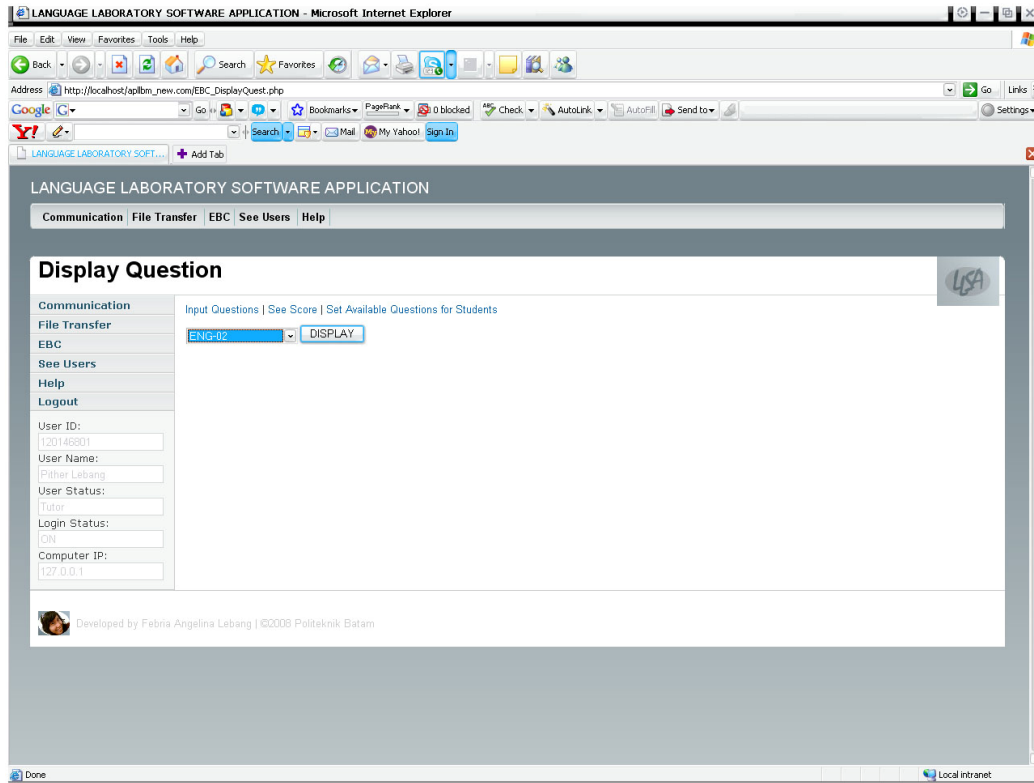 LANGUAGE LABORATORY SOFTWARE APPLICATION - Microsoft Internet Explorer
File Edit View Favorites Tools Help
Back Search Favorites
Address http://localhost/apllbm_new.com/EBC_DisplayQuest.php Go Links
Google G Go Bookmarks PageRank 0 blocked ABC Check AutoLink AutoFill Send to Settings
Y! Search Mail My Yahoo! Sign In
LANGUAGE LABORATORY SOFT... Add Tab
LANGUAGE LABORATORY SOFTWARE APPLICATION
Communication File Transfer EBC See Users Help
Display Question
LSA
Communication
File Transfer
EBC
See Users
Help
Logout
User ID:
120146801
User Name:
Pither Lebang
User Status:
Tutor
Login Status:
ON
Computer IP:
127.0.0.1
Input Questions | See Score | Set Available Questions for Students
ENG-02 DISPLAY
Developed by Febria Angelina Lebang | ©2008 Politeknik Batam
Done Local intranet